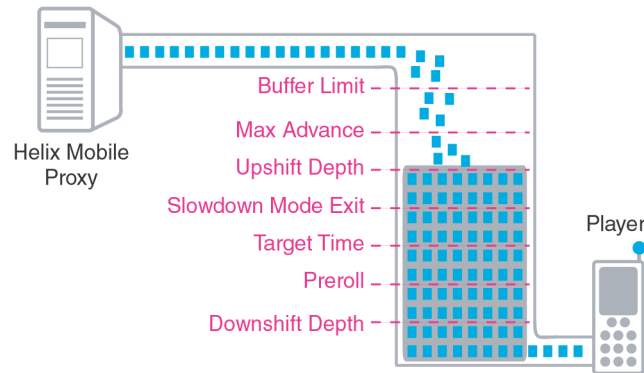 Buffer Limit
Max Advance
Helix Mobile
Proxy
Upshift Depth
Slowdown Mode Exit
Player
Target Time
Preroll
Downshift Depth